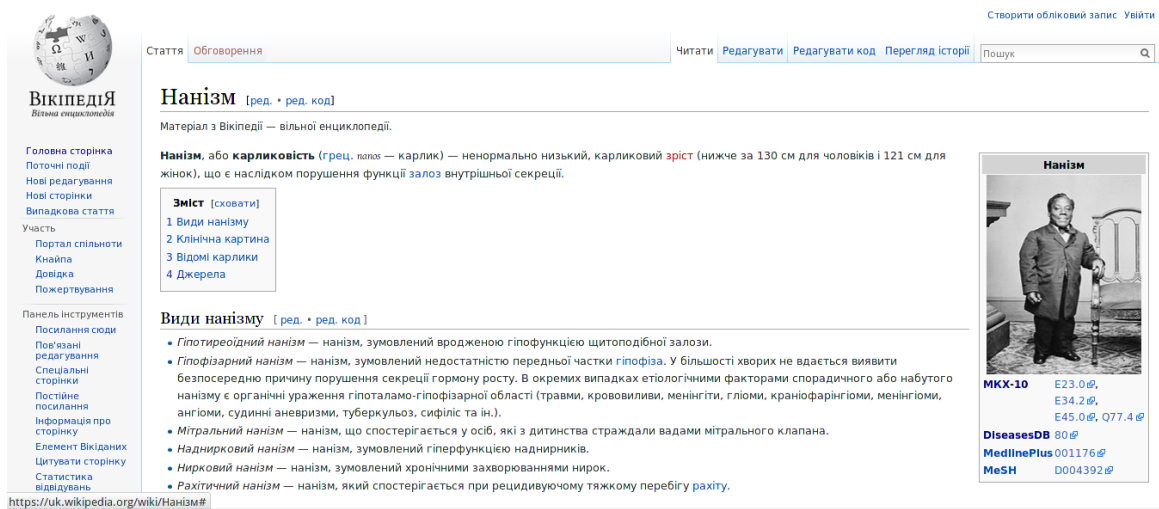 Створити обліковий запис Увійти
Стаття Обговорення Читати Редагувати Редагувати код Перегляд історії Пошук
ВІКІПЕДІЯ
Вільна енциклопедія
Головна сторінка
Поточні події
Нові редагування
Нові сторінки
Випадкова стаття
Участь
Портал спільноти
Кнайпа
Довідка
Пожертвування
Панель інструментів
Посилання сюди
Пов'язані
редагування
Спеціальні
сторінки
Постійне
посилання
Інформація про
сторінку
Елемент Вікіданих
Цитувати сторінку
Статистика
відвідувань
https://uk.wikipedia.org/wiki/Нанізм#
Нанізм [ред. • ред. код]
Матеріал з Вікіпедії — вільної енциклопедії.
Нанізм, або карликовість (грец. nanos — карлик) — ненормально низький, карликовий зріст (нижче за 130 см для чоловіків і 121 см для
жінок), що є наслідком порушення функції залоз внутрішньої секреції.
Зміст [сховати]
1 Види нанізму
2 Клінічна картина
3 Відомі карлики
4 Джерела
Види нанізму [ ред. • ред. код ]
• Гіпотиреоїдний нанізм — нанізм, зумовлений вродженою гіпофункцією щитоподібної залози.
• Гіпофізарний нанізм — нанізм, зумовлений недостатністю передньої частки гіпофіза. У більшості хворих не вдається виявити
безпосередню причину порушення секреції гормону росту. В окремих випадках етіологічними факторами спорадичного або набутого
нанізму є органічні ураження гіпоталамо-гіпофізарної області (травми, крововиливи, менінгіти, гліоми, краніофарінгіоми, менінгіоми,
ангіоми, судинні аневризми, туберкульоз, сифіліс та ін.).
• Мітральний нанізм — нанізм, що спостерігається у осіб, які з дитинства страждали вадами мітрального клапана.
• Наднирковий нанізм — нанізм, зумовлений гіперфункцією наднирників.
• Нирковий нанізм — нанізм, зумовлений хронічними захворюваннями нирок.
• Рахітичний нанізм — нанізм, який спостерігається при рецидивуючому тяжкому перебігу рахіту.
Нанізм
МКХ-10 E23.0,
E34.2,
E45.0, Q77.4
DiseasesDB 80
MedlinePlus 001176
MeSH D004392